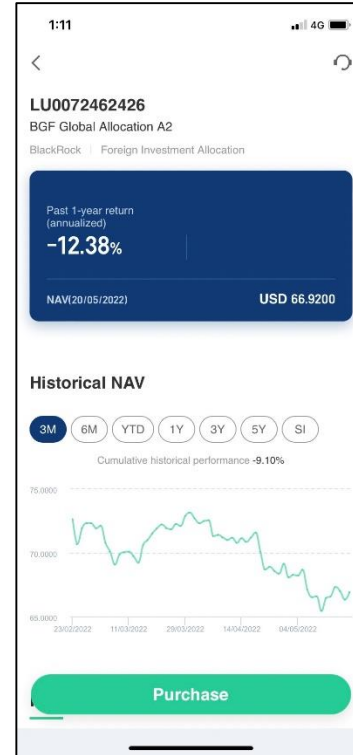 1:11
4G
LU0072462426
BGF Global Allocation A2
BlackRock | Foreign Investment Allocation
Past 1-year return
(annualized)
-12.38%
NAV(20/05/2022) USD 66.9200
Historical NAV
3M 6M YTD 1Y 3Y 5Y SI
Cumulative historical performance -9.10%
75.0000
70.0000
65.0000
23/02/2022 11/03/2022 29/03/2022 14/04/2022 04/05/2022
Purchase